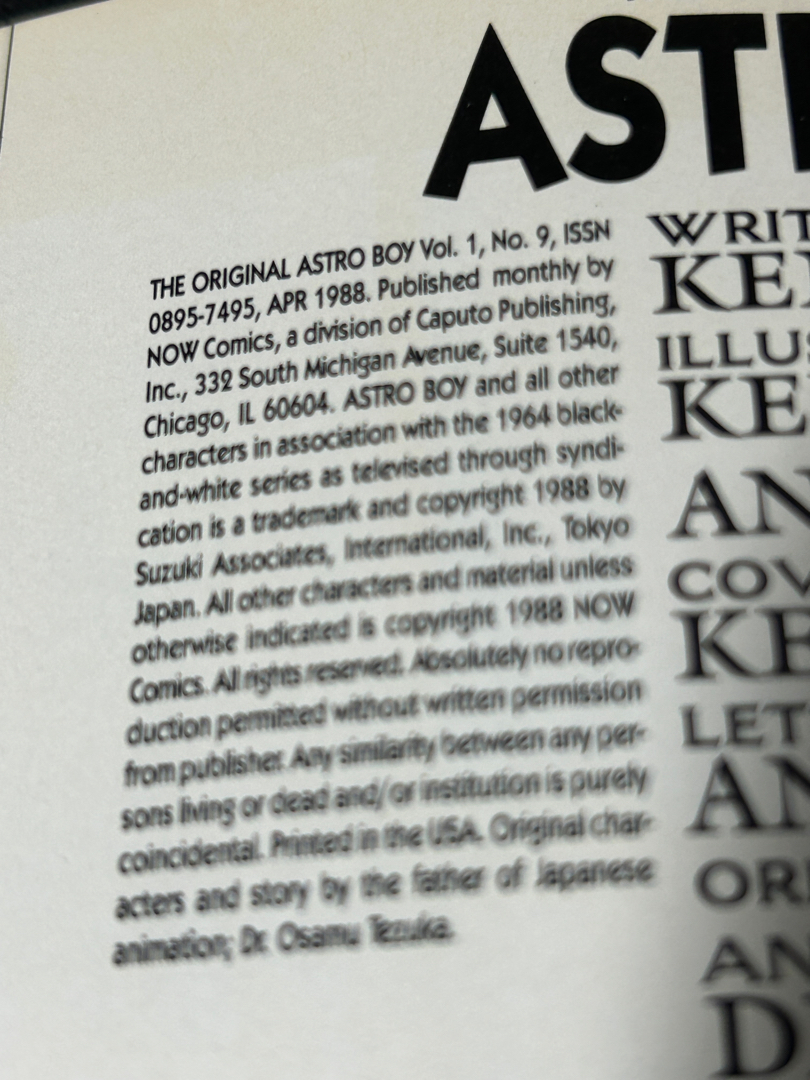 AST
THE ORIGINAL ASTRO BOY Vol. 1, No. 9, ISSN
0895-7495, APR 1988. Published monthly by
NOW Comics, a division of Caputo Publishing,
Inc., 332 South Michigan Avenue, Suite 1540,
Chicago, IL 60604. ASTRO BOY and all other
characters in association with the 1964 black-
and-white series as televised through syndi-
cation is a trademark and copyright 1988 by
Suzuki Associates, International, Inc., Tokyo
Japan. All other characters and material unless
otherwise indicated is copyright 1988 NOW
Comics. All rights reserved. Absolutely no repro-
duction permitted without written permission
from publisher. Any similarity between any per-
sons living or dead and/or institution is purely
coincidental. Printed in the USA. Original char-
acters and story by the father of Japanese
animation; Dr. Osamu Tezuka.
WRIT
KE
ILLUS
KE
AN
COV
KE
LET
AN
ORI
AN
D